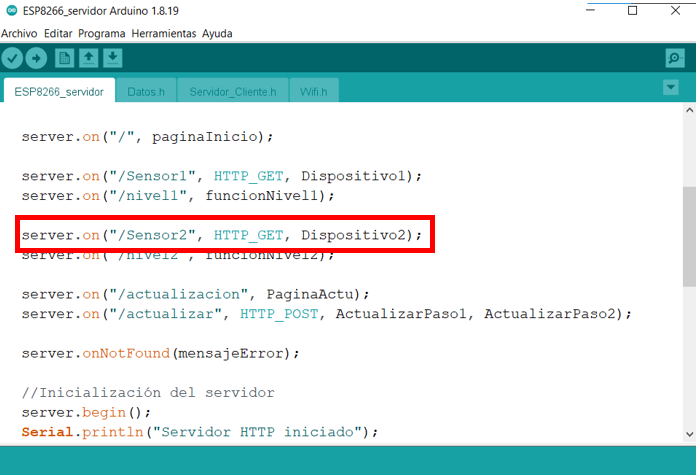 ESP8266_servidor Arduino 1.8.19
Archivo Editar Programa Herramientas Ayuda
ESP8266_servidor Datos.h Servidor_Cliente.h Wifi.h
server.on("/", paginaInicio);
server.on("/Sensor1", HTTP_GET, Dispositivo1);
server.on("/nivel1", funcionNivel1);
server.on("/Sensor2", HTTP_GET, Dispositivo2);
server.on("/nivel2", funcionNivel2);
server.on("/actualizacion", PaginaActu);
server.on("/actualizar", HTTP_POST, ActualizarPaso1, ActualizarPaso2);
server.onNotFound(mensajeError);
//Inicialización del servidor
server.begin();
Serial.println("Servidor HTTP iniciado");